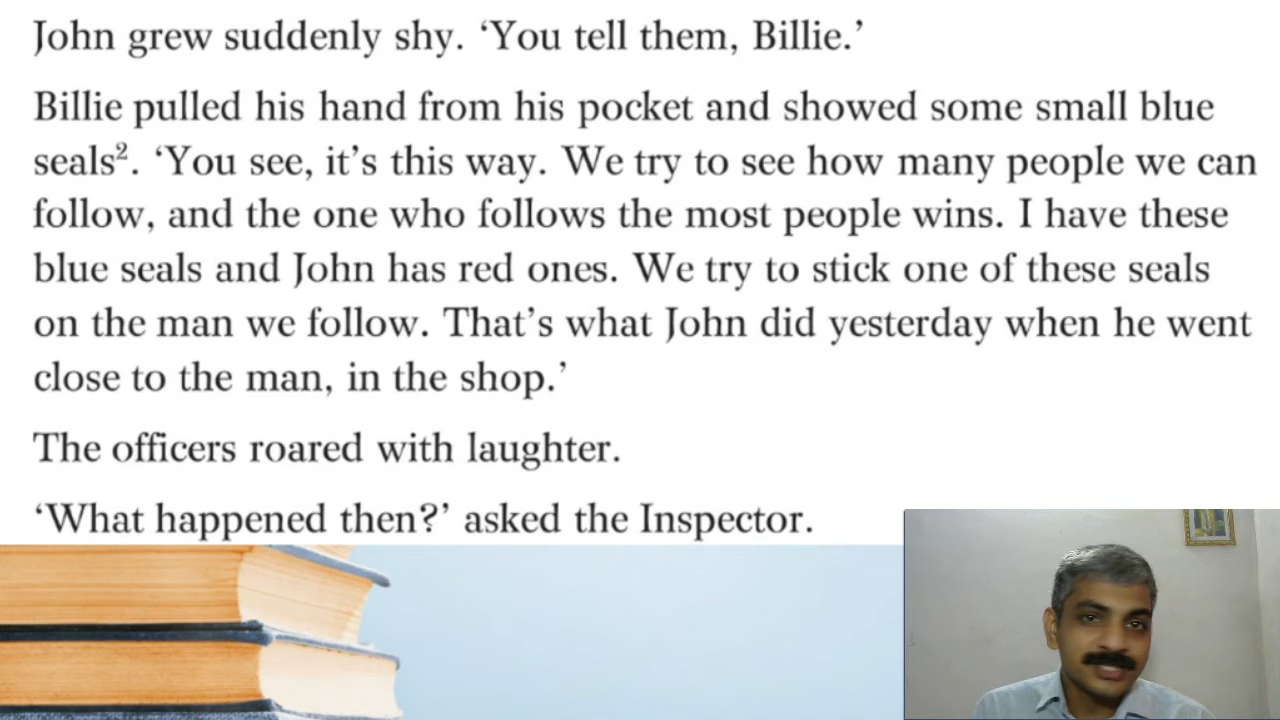 John grew suddenly shy. ‘You tell them, Billie.’
Billie pulled his hand from his pocket and showed some small blue
seals². ‘You see, it’s this way. We try to see how many people we can
follow, and the one who follows the most people wins. I have these
blue seals and John has red ones. We try to stick one of these seals
on the man we follow. That’s what John did yesterday when he went
close to the man, in the shop.’
The officers roared with laughter.
‘What happened then?’ asked the Inspector.